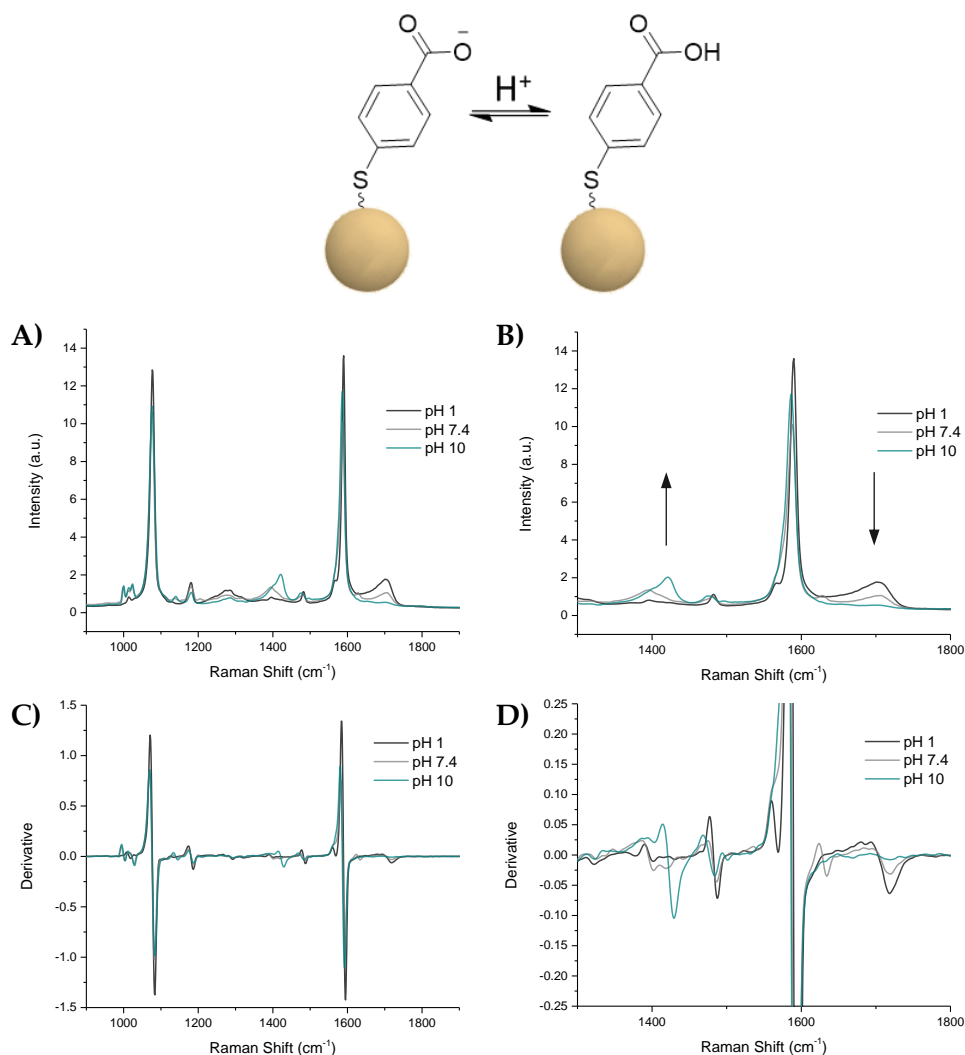 O
O
−
O
OH
H⁺
S
S
A)
14
12
10
8
6
4
2
0
Intensity (a.u.)
pH 1
pH 7.4
pH 10
1000 1200 1400 1600 1800
Raman Shift (cm⁻¹)
B)
14
12
10
8
6
4
2
0
Intensity (a.u.)
pH 1
pH 7.4
pH 10
1400 1600 1800
Raman Shift (cm⁻¹)
C)
1.5
1.0
0.5
0.0
-0.5
-1.0
-1.5
Derivative
pH 1
pH 7.4
pH 10
1000 1200 1400 1600 1800
Raman Shift (cm⁻¹)
D)
0.25
0.20
0.15
0.10
0.05
0.00
-0.05
-0.10
-0.15
-0.20
-0.25
Derivative
pH 1
pH 7.4
pH 10
1400 1600 1800
Raman Shift (cm⁻¹)